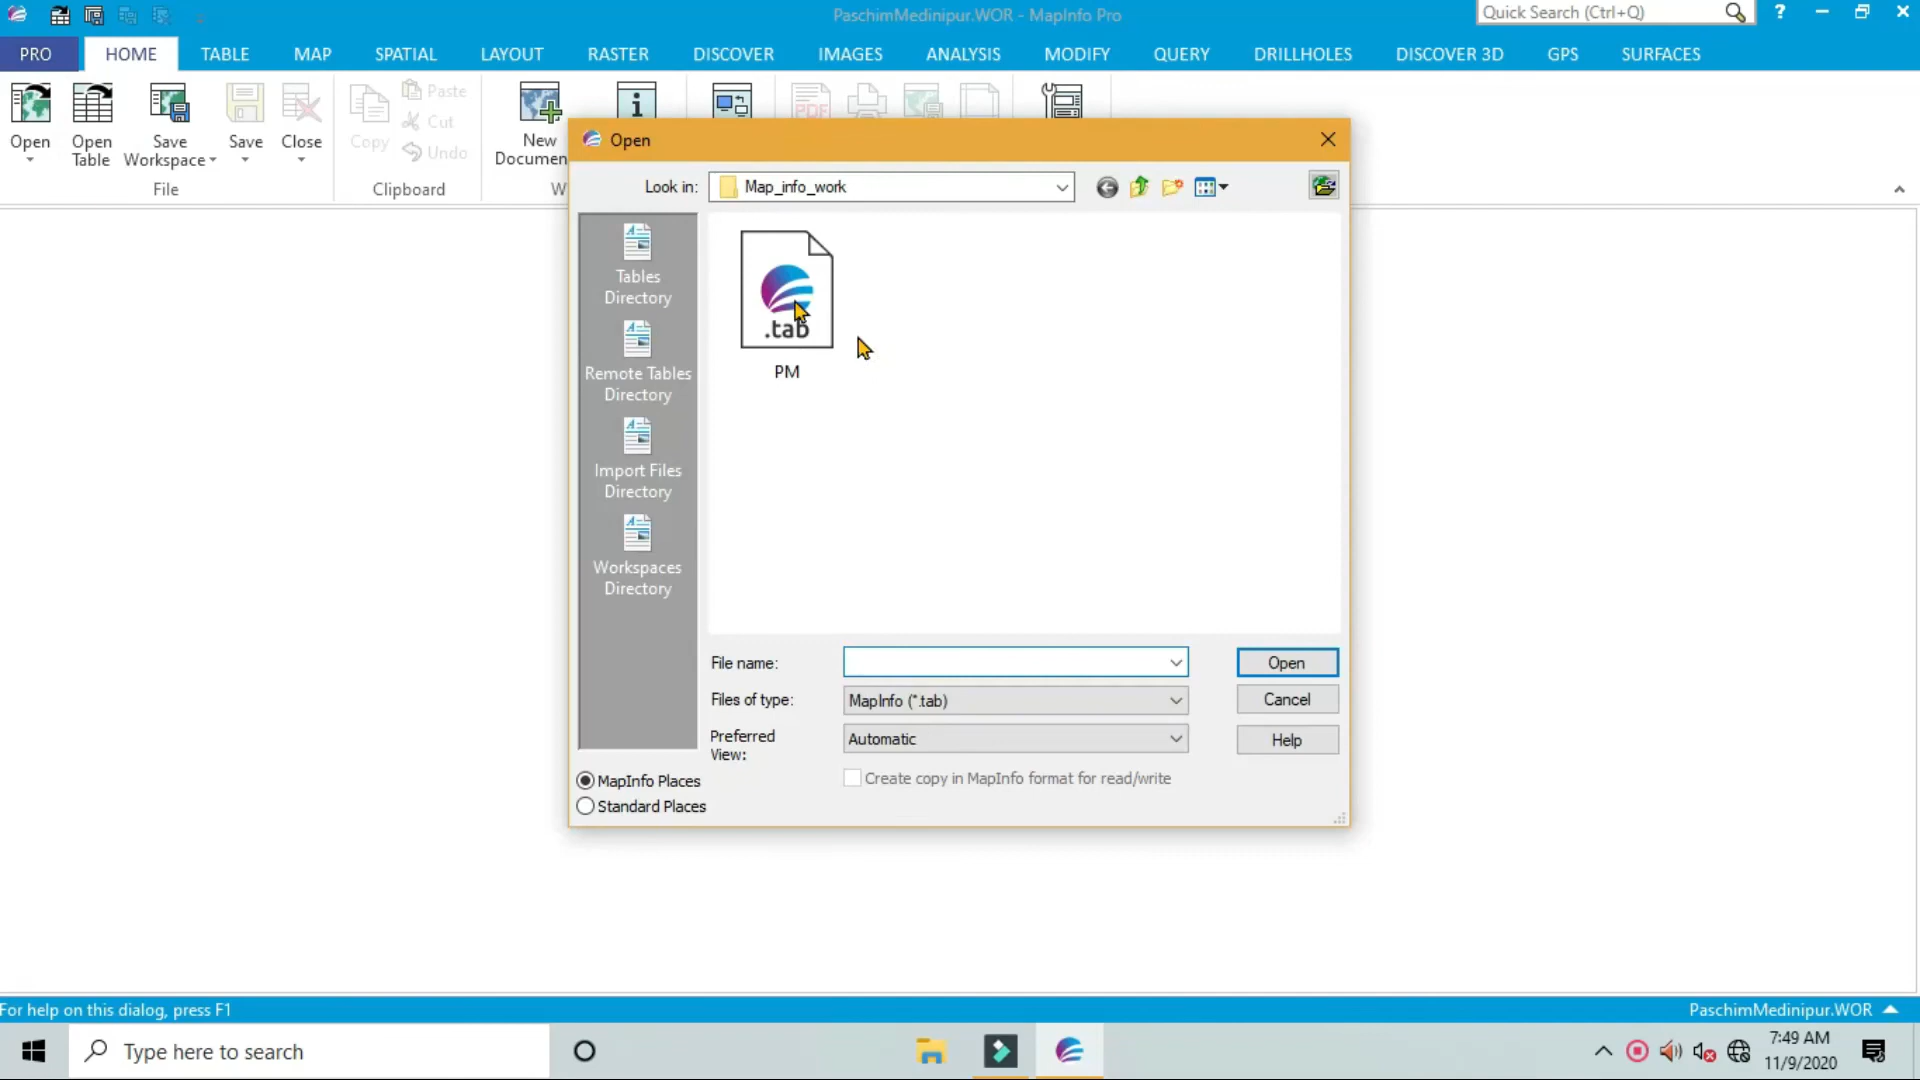 PaschimMedinipur.WOR - MapInfo Pro
Quick Search (Ctrl+Q)
?
PRO HOME TABLE MAP SPATIAL LAYOUT RASTER DISCOVER IMAGES ANALYSIS MODIFY QUERY DRILLHOLES DISCOVER 3D GPS SURFACES
Open
Open
Table
Save
Workspace
Save
Close
File
Copy
Paste
Cut
Undo
Clipboard
New
Documen
W
PDF
Open
Look in:
Map_info_work
Tables
Directory
Remote Tables
Directory
Import Files
Directory
Workspaces
Directory
.tab
PM
File name:
Open
Files of type:
MapInfo (*.tab)
Cancel
Preferred
View:
Automatic
Help
MapInfo Places
Create copy in MapInfo format for read/write
Standard Places
For help on this dialog, press F1
PaschimMedinipur.WOR
Type here to search
7:49 AM
11/9/2020